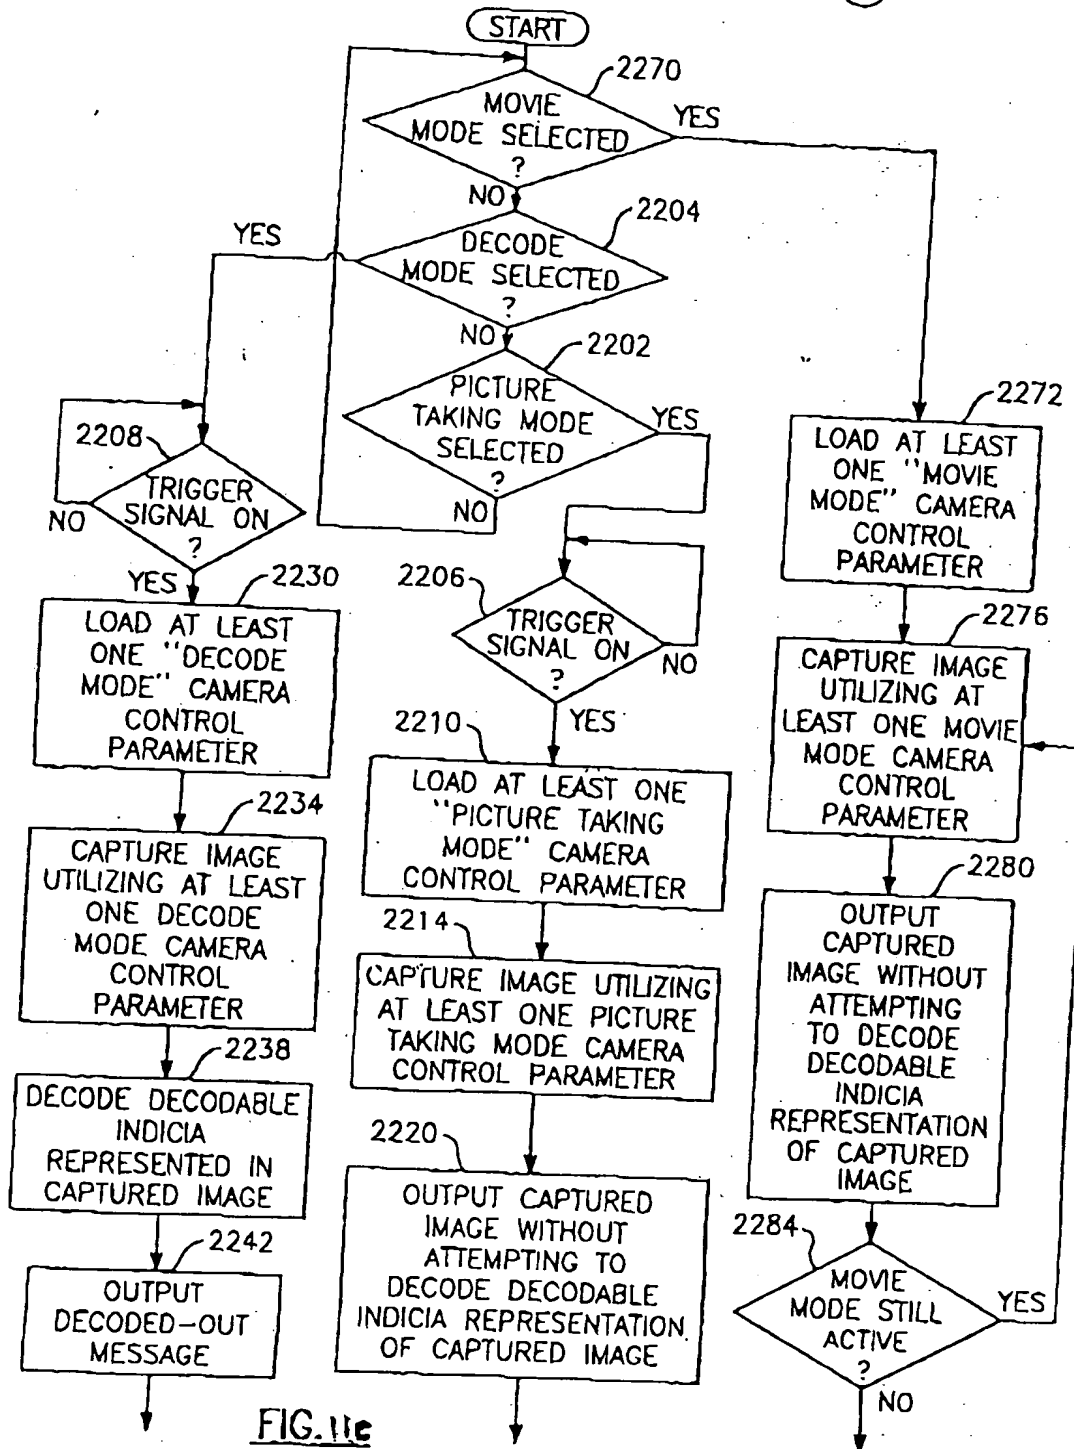 START
2270
MOVIE
MODE SELECTED
?
YES
NO
2204
DECODE
MODE SELECTED
?
YES
NO
2202
PICTURE
TAKING MODE
SELECTED
?
YES
NO
2208
TRIGGER
SIGNAL ON
?
NO
YES
2230
LOAD AT LEAST
ONE "DECODE
MODE" CAMERA
CONTROL
PARAMETER
2234
CAPTURE IMAGE
UTILIZING AT LEAST
ONE DECODE
MODE CAMERA
CONTROL
PARAMETER
2238
DECODE DECODABLE
INDICIA
REPRESENTED IN
CAPTURED IMAGE
2242
OUTPUT
DECODED-OUT
MESSAGE
2206
TRIGGER
SIGNAL ON
?
NO
YES
2210
LOAD AT LEAST ONE
"PICTURE TAKING
MODE" CAMERA
CONTROL PARAMETER
2214
CAPTURE IMAGE UTILIZING
AT LEAST ONE PICTURE
TAKING MODE CAMERA
CONTROL PARAMETER
2220
OUTPUT CAPTURED
IMAGE WITHOUT
ATTEMPTING TO
DECODE DECODABLE
INDICIA REPRESENTATION
OF CAPTURED IMAGE
2272
LOAD AT LEAST
ONE "MOVIE
MODE" CAMERA
CONTROL
PARAMETER
2276
CAPTURE IMAGE
UTILIZING AT
LEAST ONE MOVIE
MODE CAMERA
CONTROL
PARAMETER
2280
OUTPUT
CAPTURED
IMAGE WITHOUT
ATTEMPTING
TO DECODE
DECODABLE
INDICIA
REPRESENTATION
OF CAPTURED
IMAGE
2284
MOVIE
MODE STILL
ACTIVE
?
YES
NO
FIG. 11e